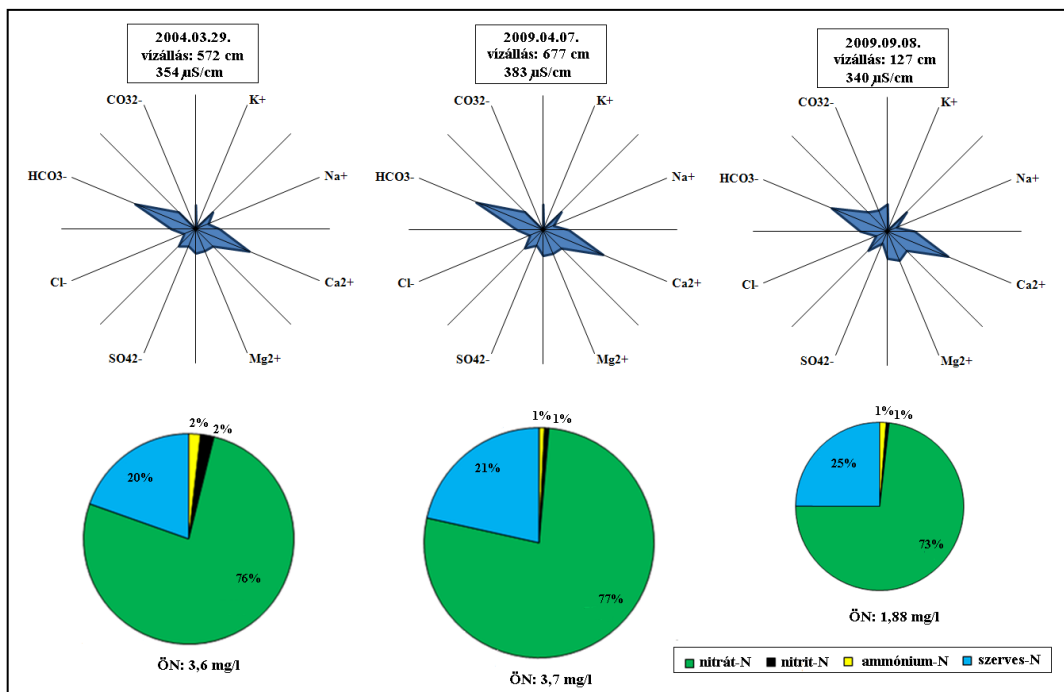 2004.03.29.
vízállás: 572 cm
354 µS/cm
2009.04.07.
vízállás: 677 cm
383 µS/cm
2009.09.08.
vízállás: 127 cm
340 µS/cm
CO32-
K+
HCO3-
Na+
Cl-
Ca2+
SO42-
Mg2+
CO32-
K+
HCO3-
Na+
Cl-
Ca2+
SO42-
Mg2+
CO32-
K+
HCO3-
Na+
Cl-
Ca2+
SO42-
Mg2+
2%
2%
20%
76%
ÖN: 3,6 mg/l
1%
1%
21%
77%
ÖN: 3,7 mg/l
1%
1%
25%
73%
ÖN: 1,88 mg/l
nitrát-N
nitrit-N
ammónium-N
szerves-N